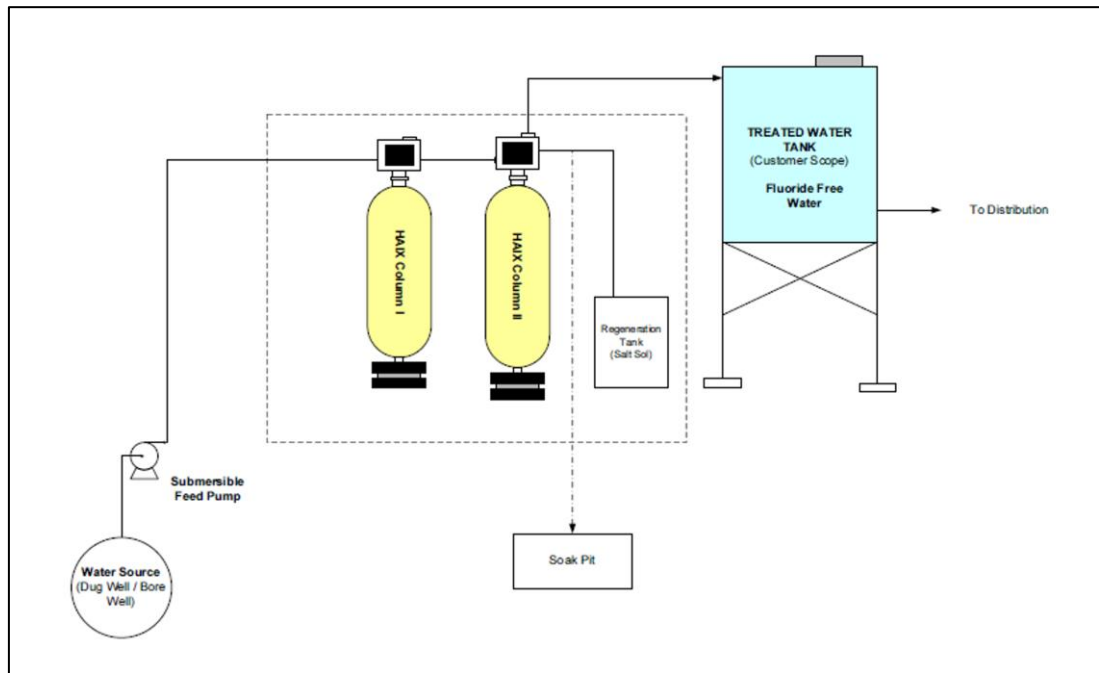 TREATED WATER
TANK
(Customer Scope)
Fluoride Free
Water
To Distribution
HAIX Column I
HAIX Column II
Regeneration
Tank
(Salt Sol)
Submersible
Feed Pump
Soak Pit
Water Source
(Dug Well / Bore
Well)